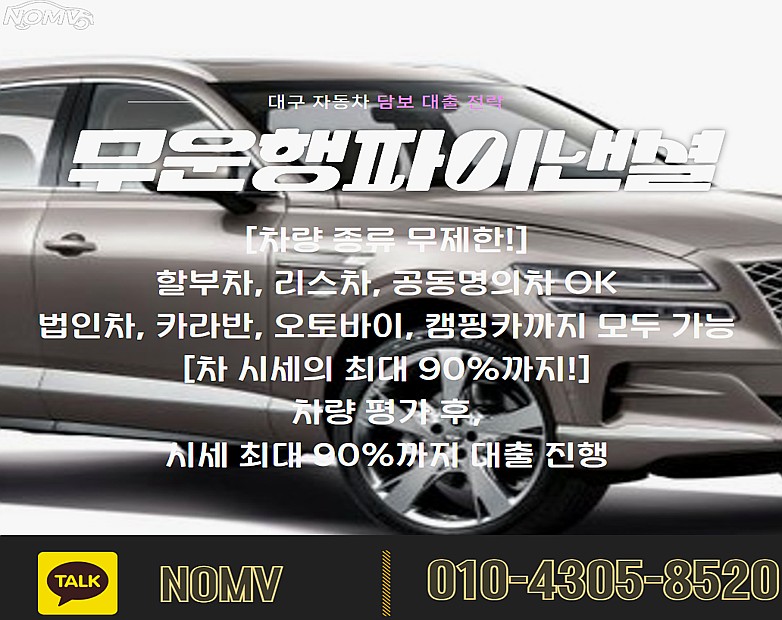 NOMV
대구 자동차 담보 대출 전략
무운행파이낸셜
[차량 종류 무제한!]
할부차, 리스차, 공동명의차 OK
법인차, 카라반, 오토바이, 캠핑카까지 모두 가능
[차 시세의 최대 90%까지!]
차량 평가 후,
시세 최대 90%까지 대출 진행
TALK NOMV 010-4305-8520